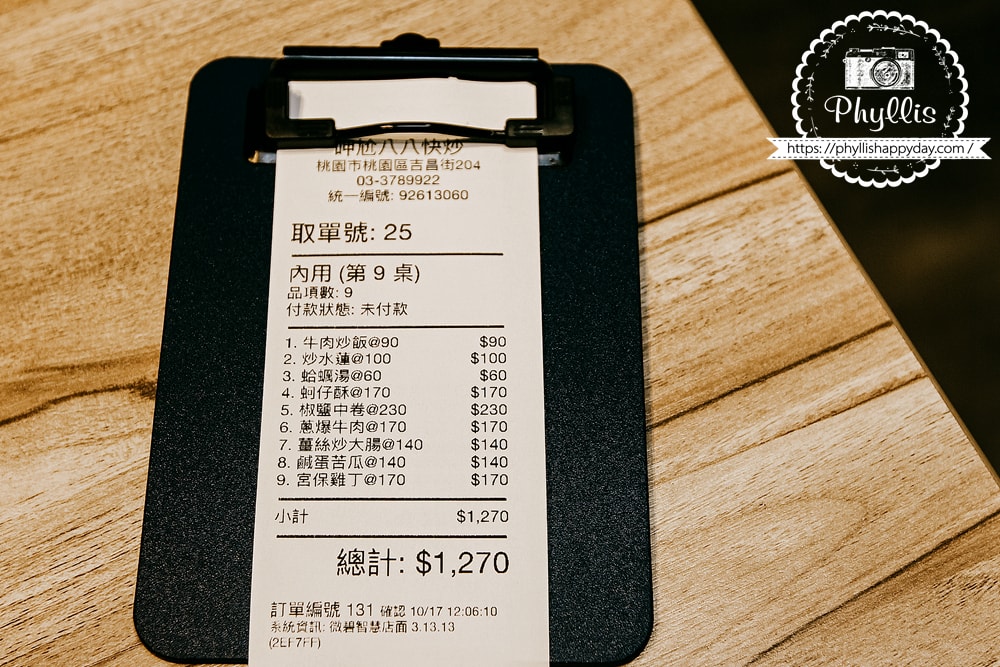 Phyllis
https://phyllishappyday.com/
呷尬八八快炒
桃園市桃園區吉昌街204
03-3789922
統一編號: 92613060
取單號: 25
內用 (第 9 桌)
品項數: 9
付款狀態: 未付款
1. 牛肉炒飯@90 $90
2. 炒水蓮@100 $100
3. 蛤蠣湯@60 $60
4. 蚵仔酥@170 $170
5. 椒鹽中卷@230 $230
6. 蔥爆牛肉@170 $170
7. 薑絲炒大腸@140 $140
8. 鹹蛋苦瓜@140 $140
9. 宮保雞丁@170 $170
小計 $1,270
總計: $1,270
訂單編號 131 確認 10/17 12:06:10
系統資訊: 微碧智慧店面 3.13.13
(2EF7FF)